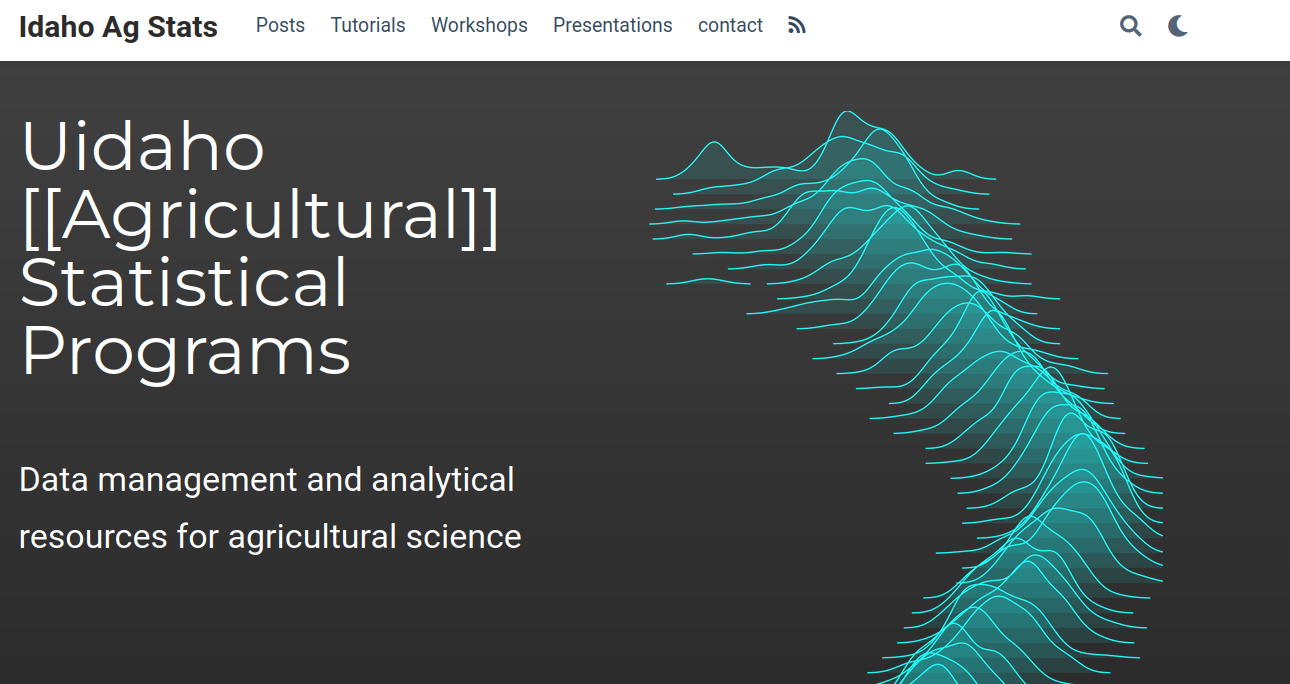 Idaho Ag Stats Posts Tutorials Workshops Presentations contact
Uidaho
[[Agricultural]]
Statistical
Programs
Data management and analytical
resources for agricultural science